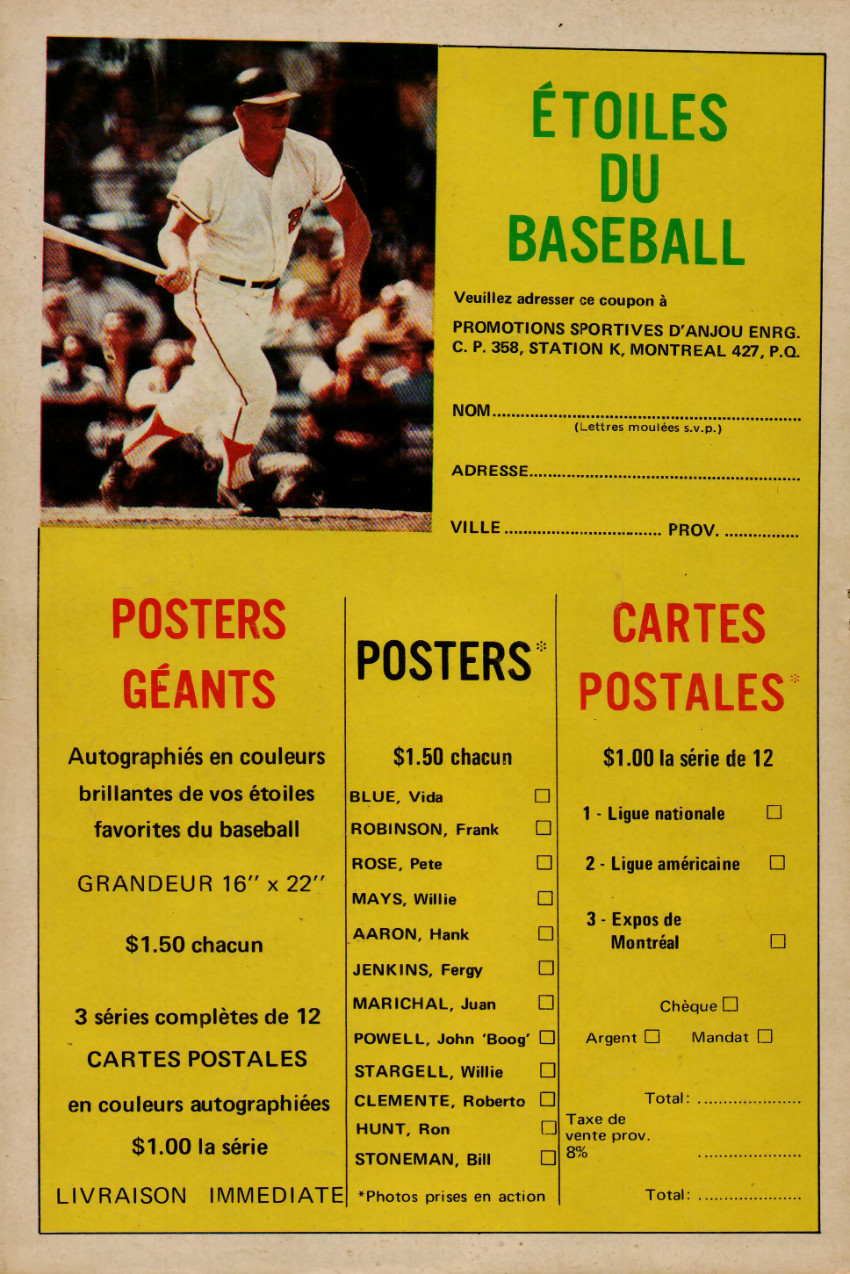 ÉTOILES
DU
BASEBALL
Veuillez adresser ce coupon à
PROMOTIONS SPORTIVES D'ANJOU ENRG.
C. P. 358, STATION K, MONTREAL 427, P.Q.
NOM
(Lettres moulées s.v.p.)
ADRESSE
VILLE PROV.
POSTERS
GÉANTS
Autographiés en couleurs
brillantes de vos étoiles
favorites du baseball
GRANDEUR 16" x 22"
$1.50 chacun
3 séries complètes de 12
CARTES POSTALES
en couleurs autographiées
$1.00 la série
LIVRAISON IMMEDIATE
POSTERS*
$1.50 chacun
BLUE, Vida
ROBINSON, Frank
ROSE, Pete
MAYS, Willie
AARON, Hank
JENKINS, Fergy
MARICHAL, Juan
POWELL, John 'Boog'
STARGELL, Willie
CLEMENTE, Roberto
HUNT, Ron
STONEMAN, Bill
*Photos prises en action
CARTES
POSTALES*
$1.00 la série de 12
1 - Ligue nationale
2 - Ligue américaine
3 - Expos de
Montréal
Chèque
Argent Mandat
Total:
Taxe de
vente prov.
8%
Total: